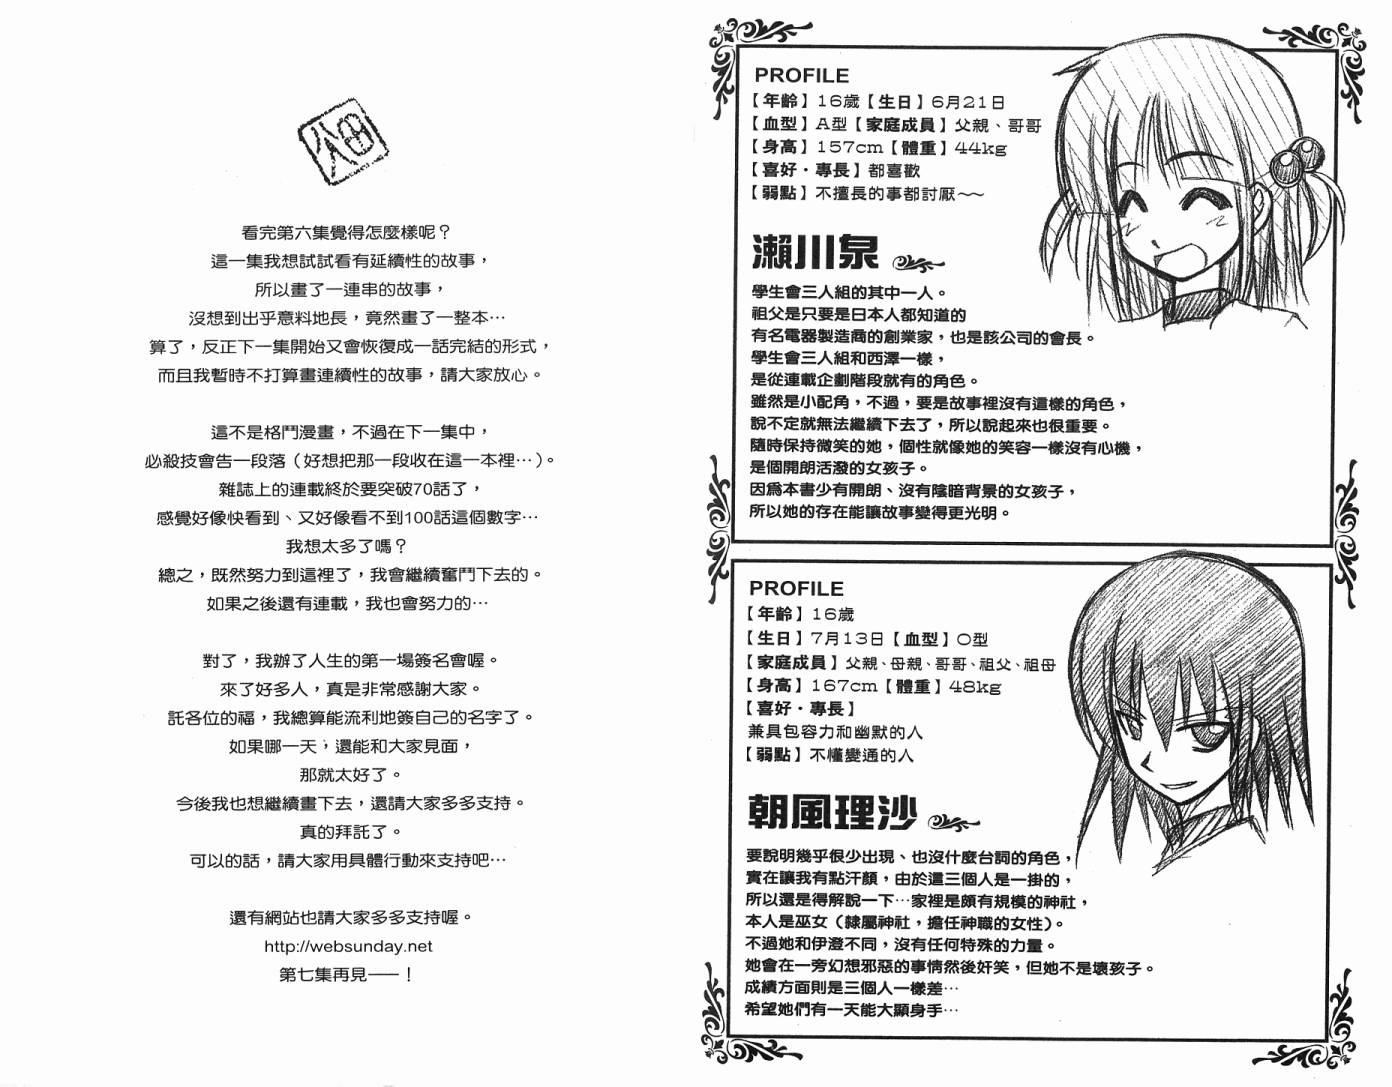 PROFILE
【年齡】16歲【生日】6月21日
【血型】A型【家庭成員】父親、哥哥
【身高】157cm【體重】44kg
【喜好・專長】都喜歡
【弱點】不擅長的事都討厭～～
瀨川泉
學生會三人組的其中一人。
祖父是只要是日本人都知道的
有名電器製造商的創業家，也是該公司的會長。
學生會三人組和西澤一樣，
是從連載企劃階段就有的角色。
雖然是小配角，不過，要是故事裡沒有這樣的角色，
說不定就無法繼續下去了，所以說起來也很重要。
隨時保持微笑的她，個性就像她的笑容一樣沒有心機，
是個開朗活潑的女孩子。
因為本書少有開朗、沒有陰暗背景的女孩子，
所以她的存在能讓故事變得更光明。
PROFILE
【年齡】16歲
【生日】7月13日【血型】O型
【家庭成員】父親、母親、哥哥、祖父、祖母
【身高】167cm【體重】48kg
【喜好・專長】
兼具包容力和幽默的人
【弱點】不懂變通的人
朝風理沙
要說明幾乎很少出現、也沒什麼台詞的角色，
實在讓我有點汗顏，由於這三個人是一掛的，
所以還是得解說一下…家裡是頗有規模的神社，
本人是巫女（隸屬神社，擔任神職的女性）。
不過她和伊澄不同，沒有任何特殊的力量。
她會在一旁幻想邪惡的事情然後奸笑，但她不是壞孩子。
成績方面則是三個人一樣差…
希望她們有一天能大顯身手…
看完第六集覺得怎麼樣呢？
這一集我想試試看有延續性的故事，
所以畫了一連串的故事，
沒想到出乎意料地長，竟然畫了一整本…
算了，反正下一集開始又會恢復成一話完結的形式，
而且我暫時不打算畫連續性的故事，請大家放心。
這不是格鬥漫畫，不過在下一集中，
必殺技會告一段落（好想把那一段收在這一本裡…）。
雜誌上的連載終於要突破70話了，
感覺好像快看到、又好像看不到100話這個數字…
我想太多了嗎？
總之，既然努力到這裡了，我會繼續奮鬥下去的。
如果之後還有連載，我也會努力的…
對了，我辦了人生的第一場簽名會喔。
來了好多人，真是非常感謝大家。
託各位的福，我總算能流利地簽自己的名字了。
如果哪一天，還能和大家見面，
那就太好了。
今後我也想繼續畫下去，還請大家多多支持。
真的拜託了。
可以的話，請大家用具體行動來支持吧…
還有網站也請大家多多支持喔。
http://websunday.net
第七集再見——！